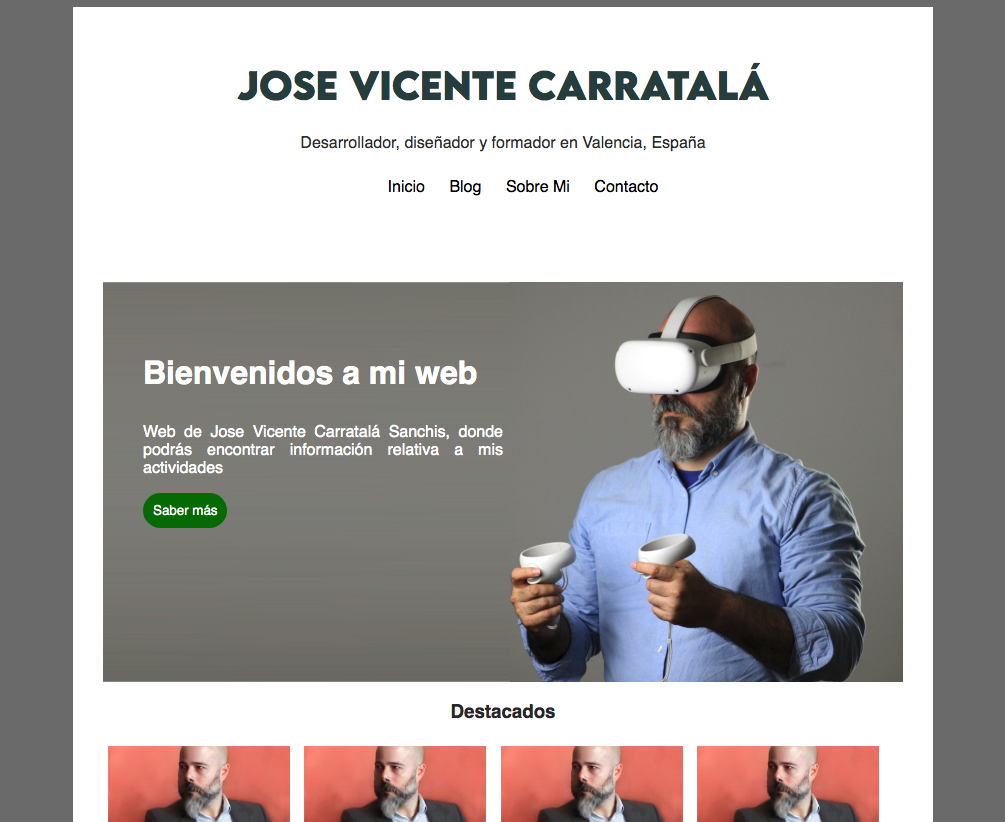 JOSE VICENTE CARRATALÁ
Desarrollador, diseñador y formador en Valencia, España
Inicio Blog Sobre Mi Contacto
Bienvenidos a mi web
Web de Jose Vicente Carratalá Sanchis, donde
podrás encontrar información relativa a mis
actividades
Saber más
Destacados